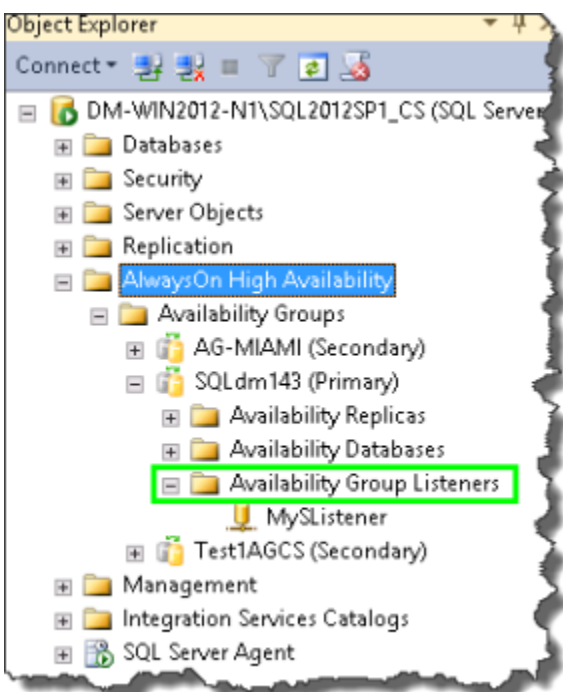 Object Explorer
Connect
DM-WIN2012-N1\SQL2012SP1_CS (SQL Server
Databases
Security
Server Objects
Replication
AlwaysOn High Availability
Availability Groups
AG-MIAMI (Secondary)
SQLdm143 (Primary)
Availability Replicas
Availability Databases
Availability Group Listeners
MySListener
Test1AGCS (Secondary)
Management
Integration Services Catalogs
SQL Server Agent